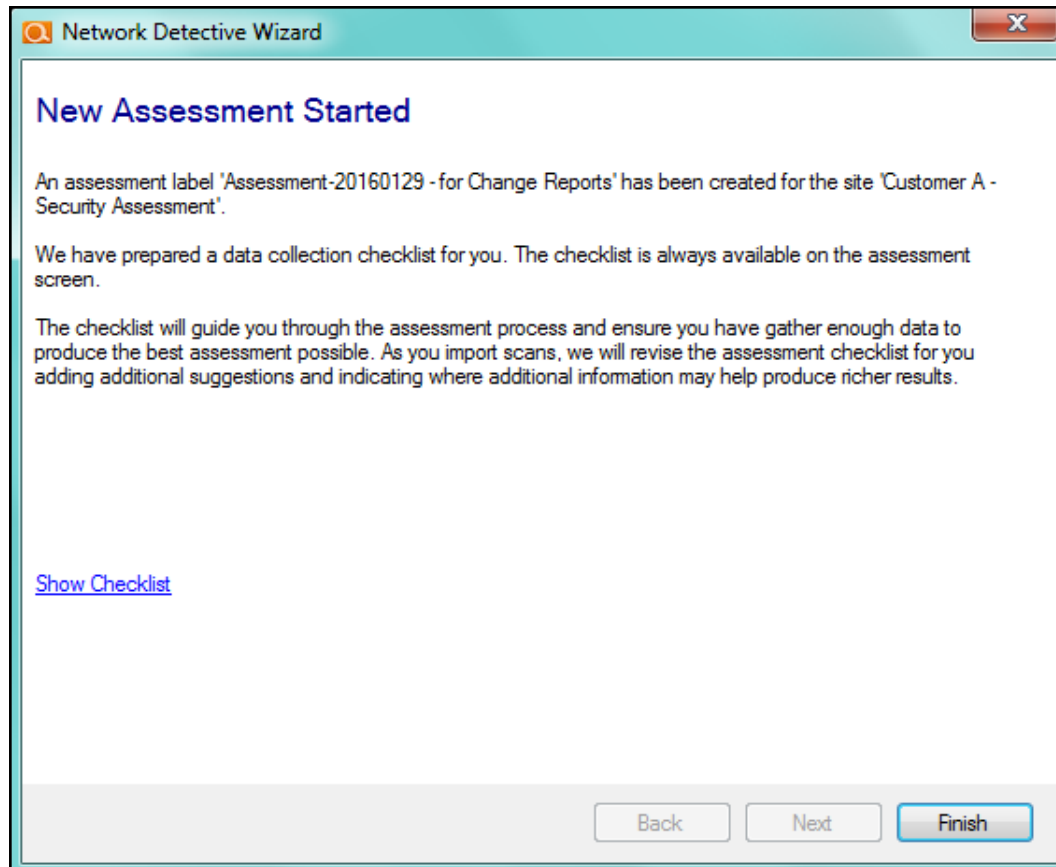 Network Detective Wizard
New Assessment Started
An assessment label 'Assessment-20160129 - for Change Reports' has been created for the site 'Customer A -
Security Assessment'.
We have prepared a data collection checklist for you. The checklist is always available on the assessment
screen.
The checklist will guide you through the assessment process and ensure you have gather enough data to
produce the best assessment possible. As you import scans, we will revise the assessment checklist for you
adding additional suggestions and indicating where additional information may help produce richer results.
Show Checklist
Back Next Finish